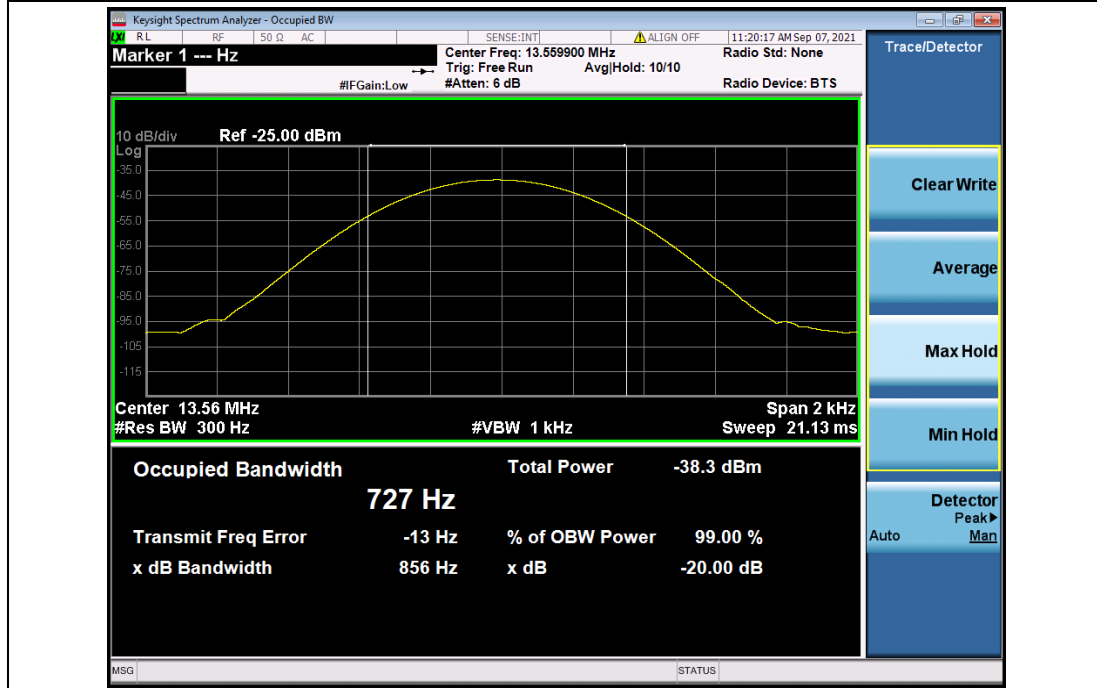 Keysight Spectrum Analyzer - Occupied BW
LXI RL RF 50 Ω AC SENSE:INT ALIGN OFF 11:20:17 AM Sep 07, 2021
Marker 1 --- Hz
Center Freq: 13.559900 MHz Radio Std: None
Trig: Free Run Avg|Hold: 10/10
#IFGain:Low #Atten: 6 dB Radio Device: BTS
Trace/Detector
10 dB/div Ref -25.00 dBm
Log
-35.0
-45.0
-55.0
-65.0
-75.0
-85.0
-95.0
-105
-115
Center 13.56 MHz Span 2 kHz
#Res BW 300 Hz #VBW 1 kHz Sweep 21.13 ms
Occupied Bandwidth Total Power -38.3 dBm
727 Hz
Transmit Freq Error -13 Hz % of OBW Power 99.00 %
x dB Bandwidth 856 Hz x dB -20.00 dB
Clear Write
Average
Max Hold
Min Hold
Detector
Peak▶
Auto Man
MSG STATUS